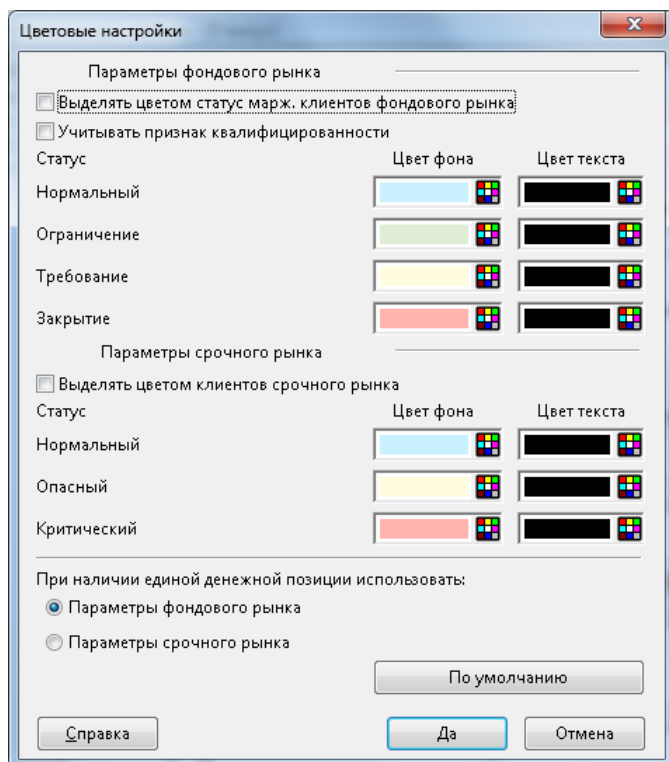 Цветовые настройки
Параметры фондового рынка
Выделять цветом статус марж. клиентов фондового рынка
Учитывать признак квалифицированности
Статус Цвет фона Цвет текста
Нормальный
Ограничение
Требование
Закрытие
Параметры срочного рынка
Выделять цветом клиентов срочного рынка
Статус Цвет фона Цвет текста
Нормальный
Опасный
Критический
При наличии единой денежной позиции использовать:
Параметры фондового рынка
Параметры срочного рынка
По умолчанию
Справка Да Отмена